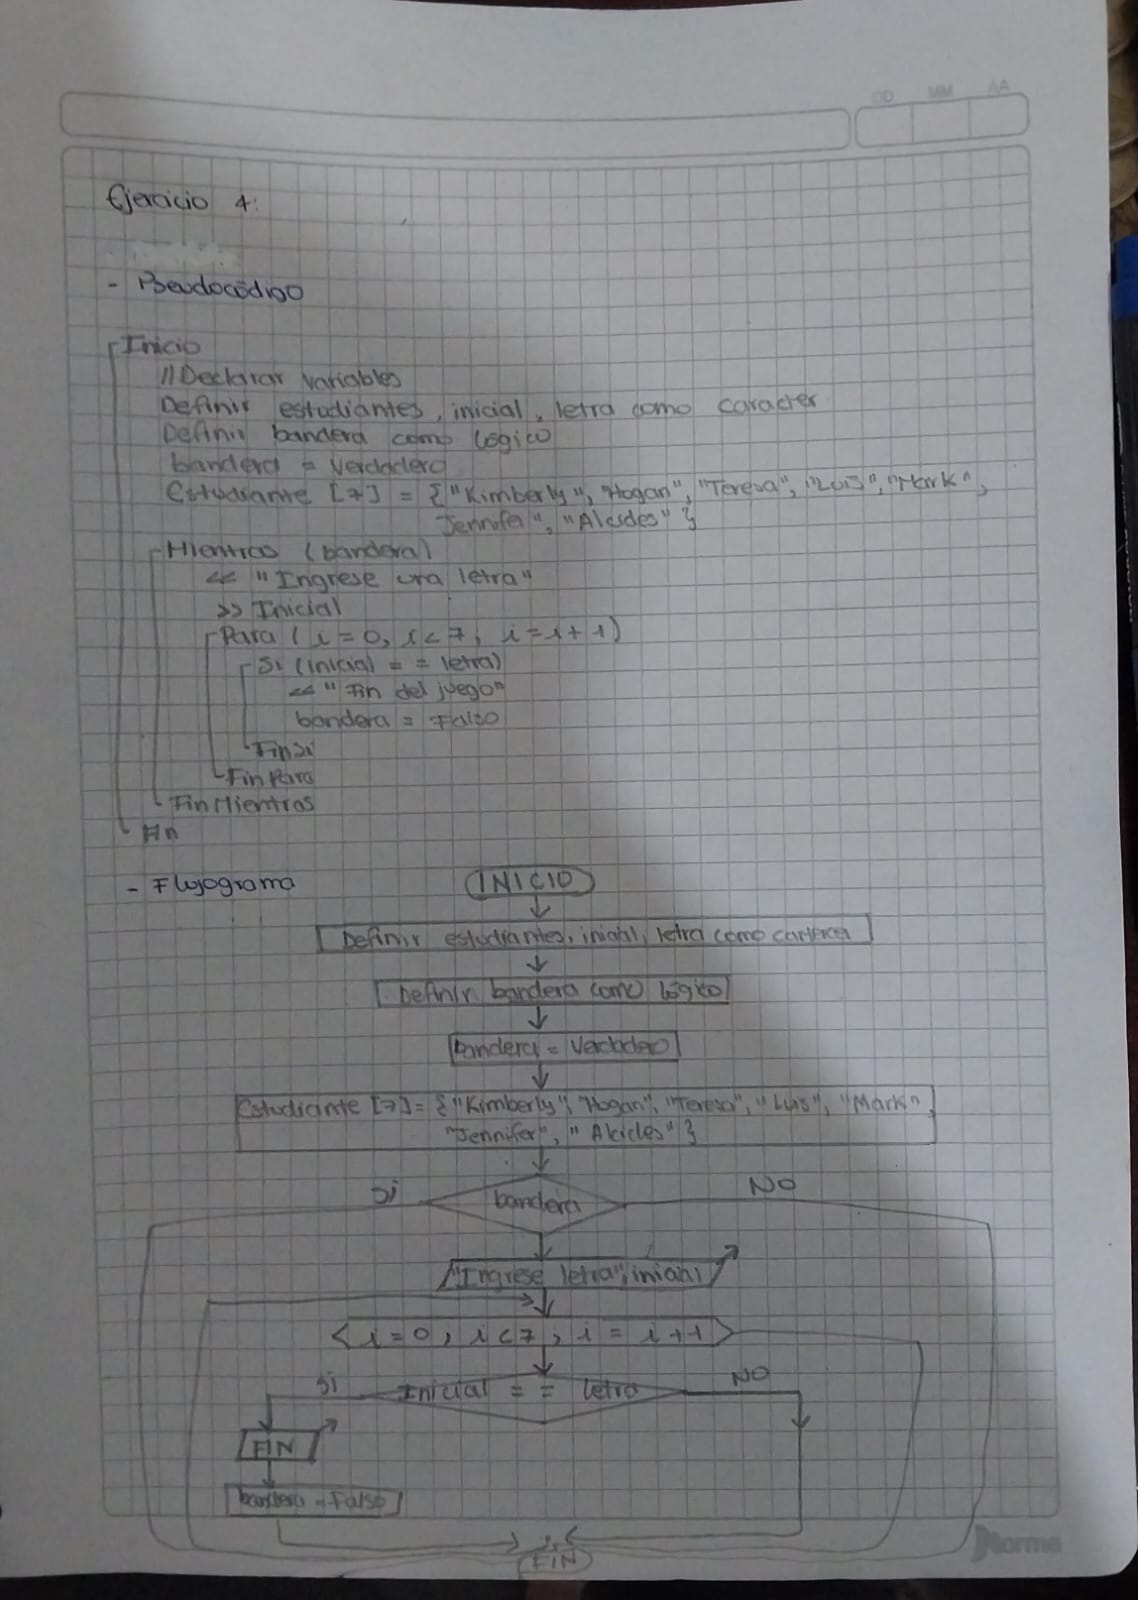 DD MM AA
Ejercicio 4:
- Pseudocódigo
Inicio
//Declarar variables
Definir estudiantes, inicial, letra como caracter
Definir bandera como lógico
bandera = Verdadero
Estudiante [7] = {"Kimberly", "Hogan", "Teresa", "Luis", "Mark",
Jennifer", "Alcides" }
Mientras (bandera)
<< "Ingrese una letra"
>> Inicial
Para ( i = 0, i < 7, i = i + 1)
Si (inicial = = letra)
<< "Fin del juego"
bandera = Falso
Fin Si
Fin Para
Fin Mientras
Fin
- Flujograma
INICIO
Definir estudiantes, inicial, letra como caracter
Definir bandera como lógico
bandera = Verdadero
Estudiante [7] = {"Kimberly", "Hogan", "Teresa", "Luis", "Mark",
"Jennifer", "Alcides" }
Si bandera NO
"Ingrese letra", inicial
i = 0, i < 7, i = i + 1
Si Inicial = = letra NO
FIN
bandera = Falso
FIN
Norma